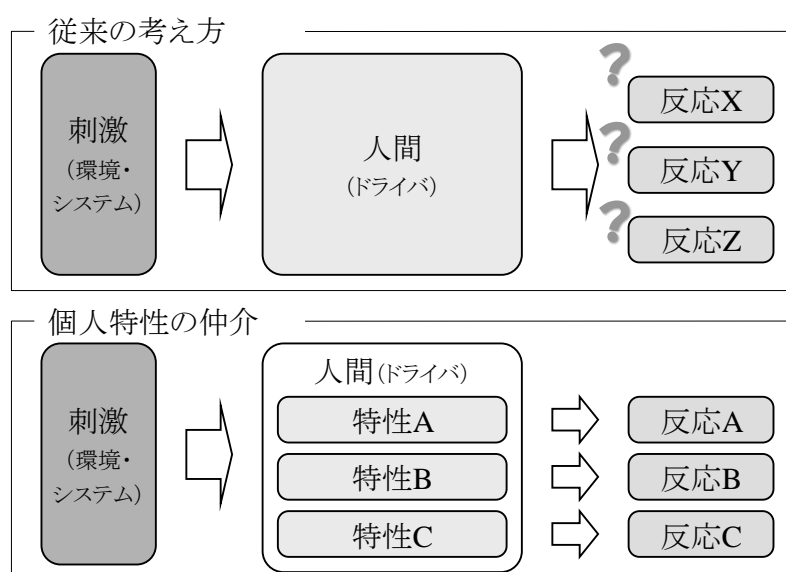 従来の考え方
刺激
(環境・
システム)
人間
(ドライバ)
?
反応X
?
反応Y
?
反応Z
個人特性の仲介
刺激
(環境・
システム)
人間(ドライバ)
特性A
反応A
特性B
反応B
特性C
反応C